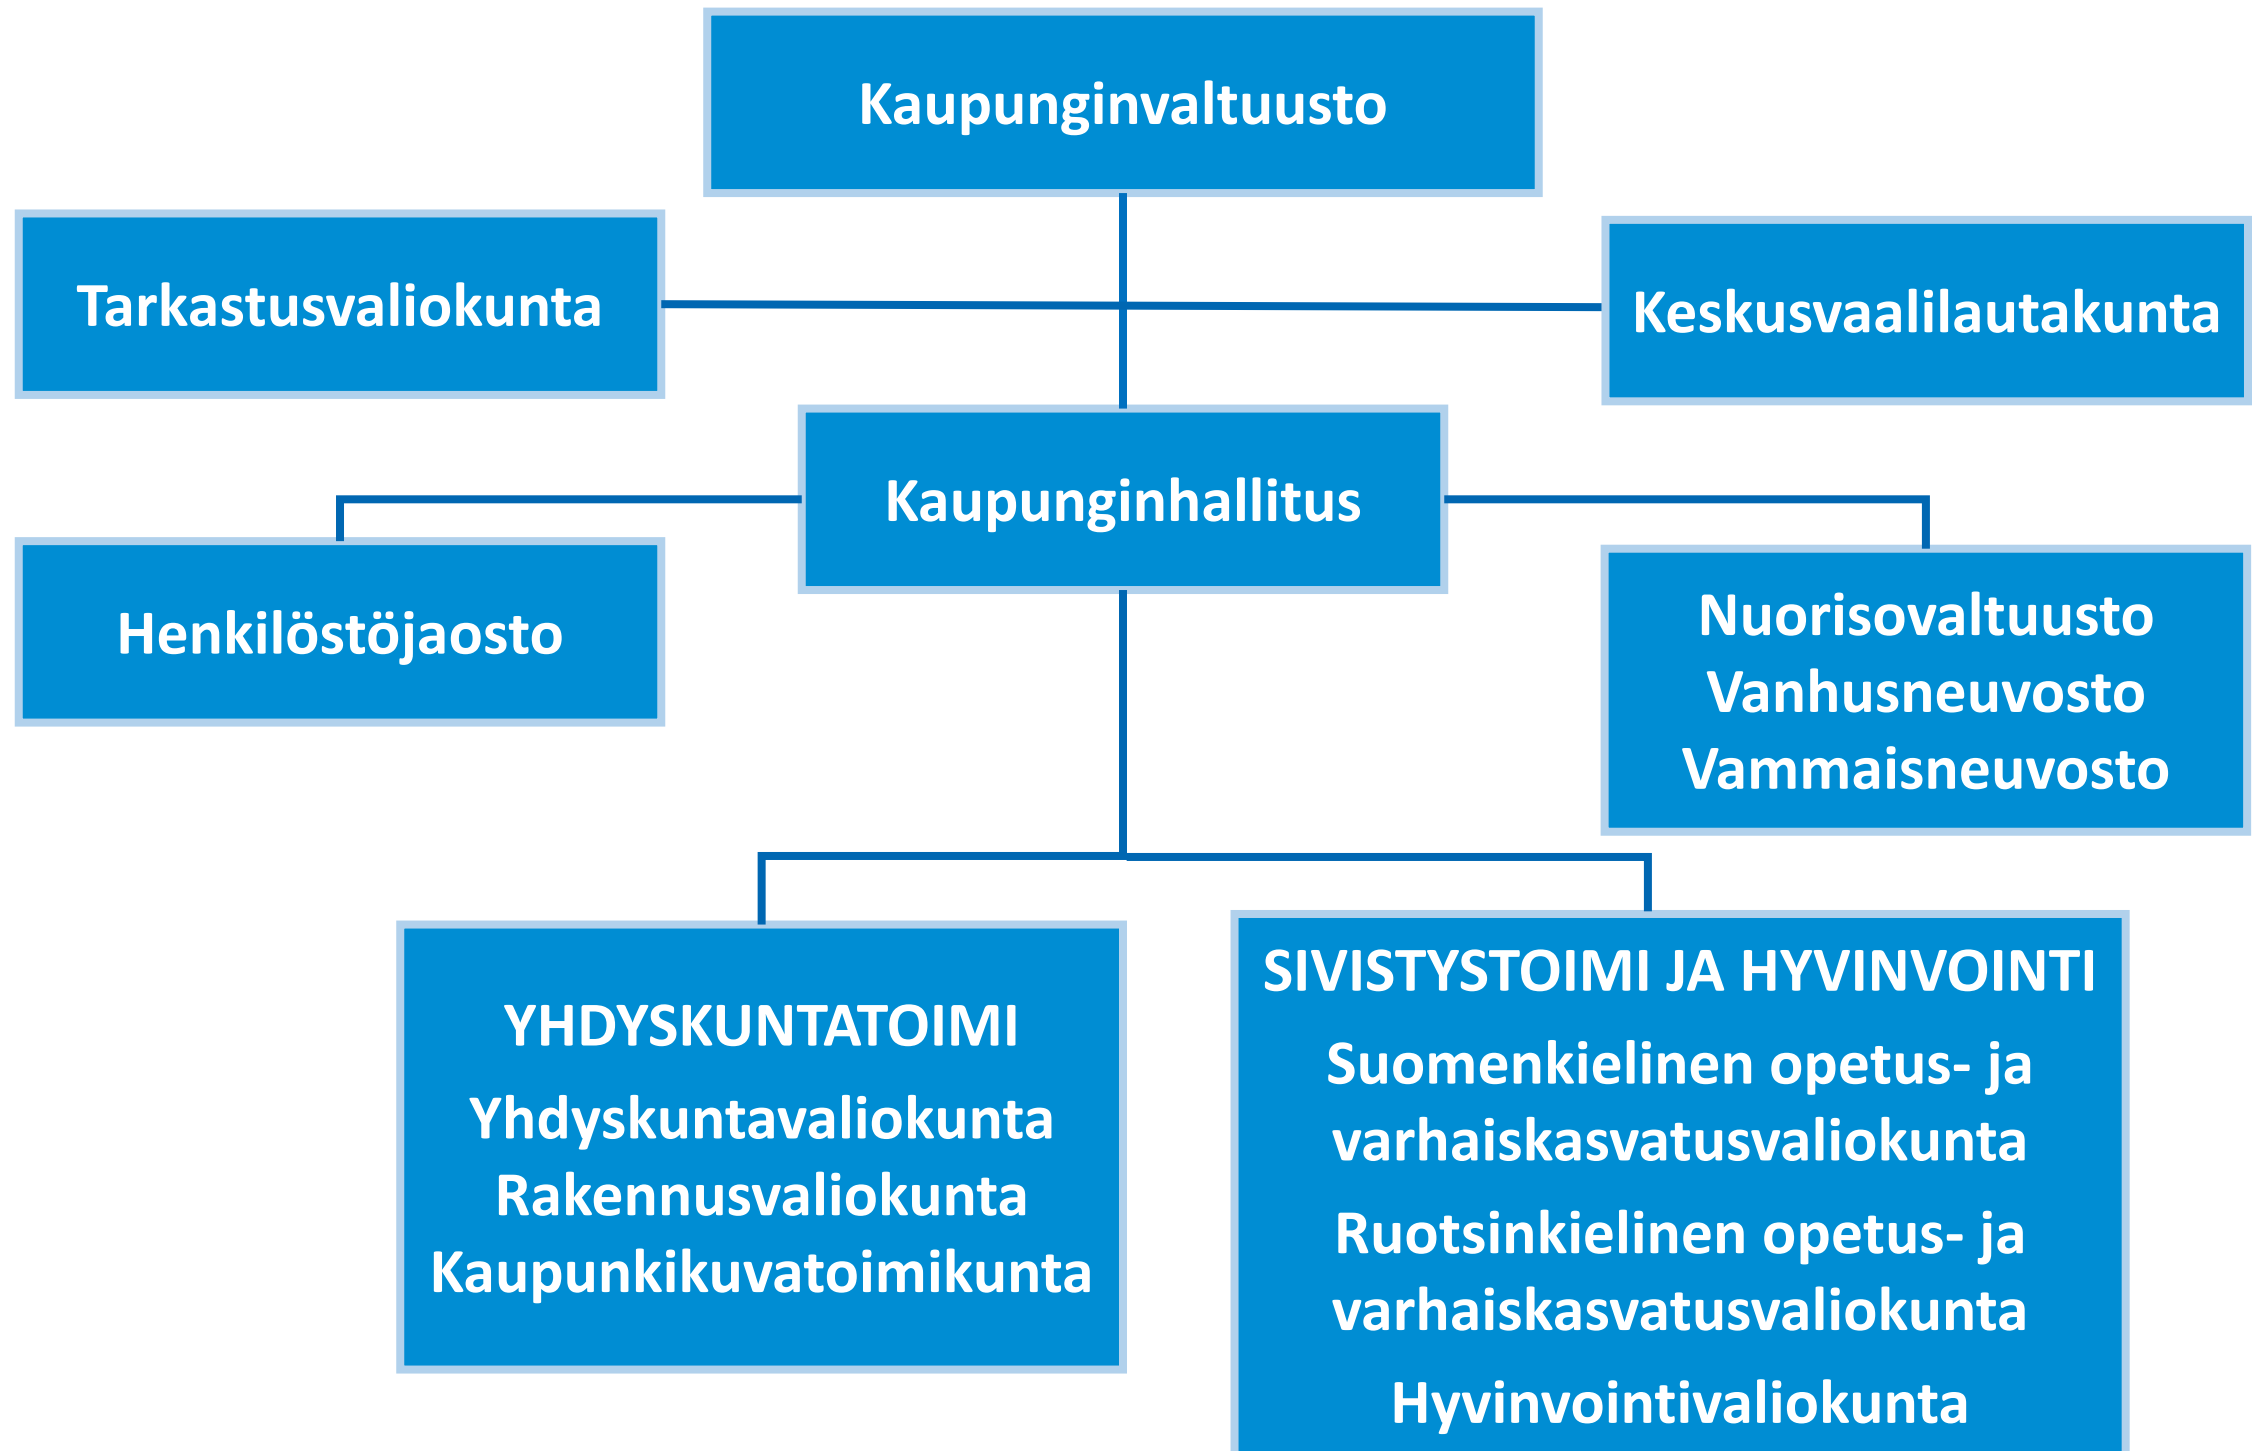 Kaupunginvaltuusto
Tarkastusvaliokunta
Keskusvaalilautakunta
Kaupunginhallitus
Henkilöstöjaosto
Nuorisovaltuusto
Vanhusneuvosto
Vammaisneuvosto
YHDYSKUNTATOIMI
Yhdyskuntavaliokunta
Rakennusvaliokunta
Kaupunkikuvatoimikunta
SIVISTYSTOIMI JA HYVINVOINTI
Suomenkielinen opetus- ja
varhaiskasvatusvaliokunta
Ruotsinkielinen opetus- ja
varhaiskasvatusvaliokunta
Hyvinvointivaliokunta